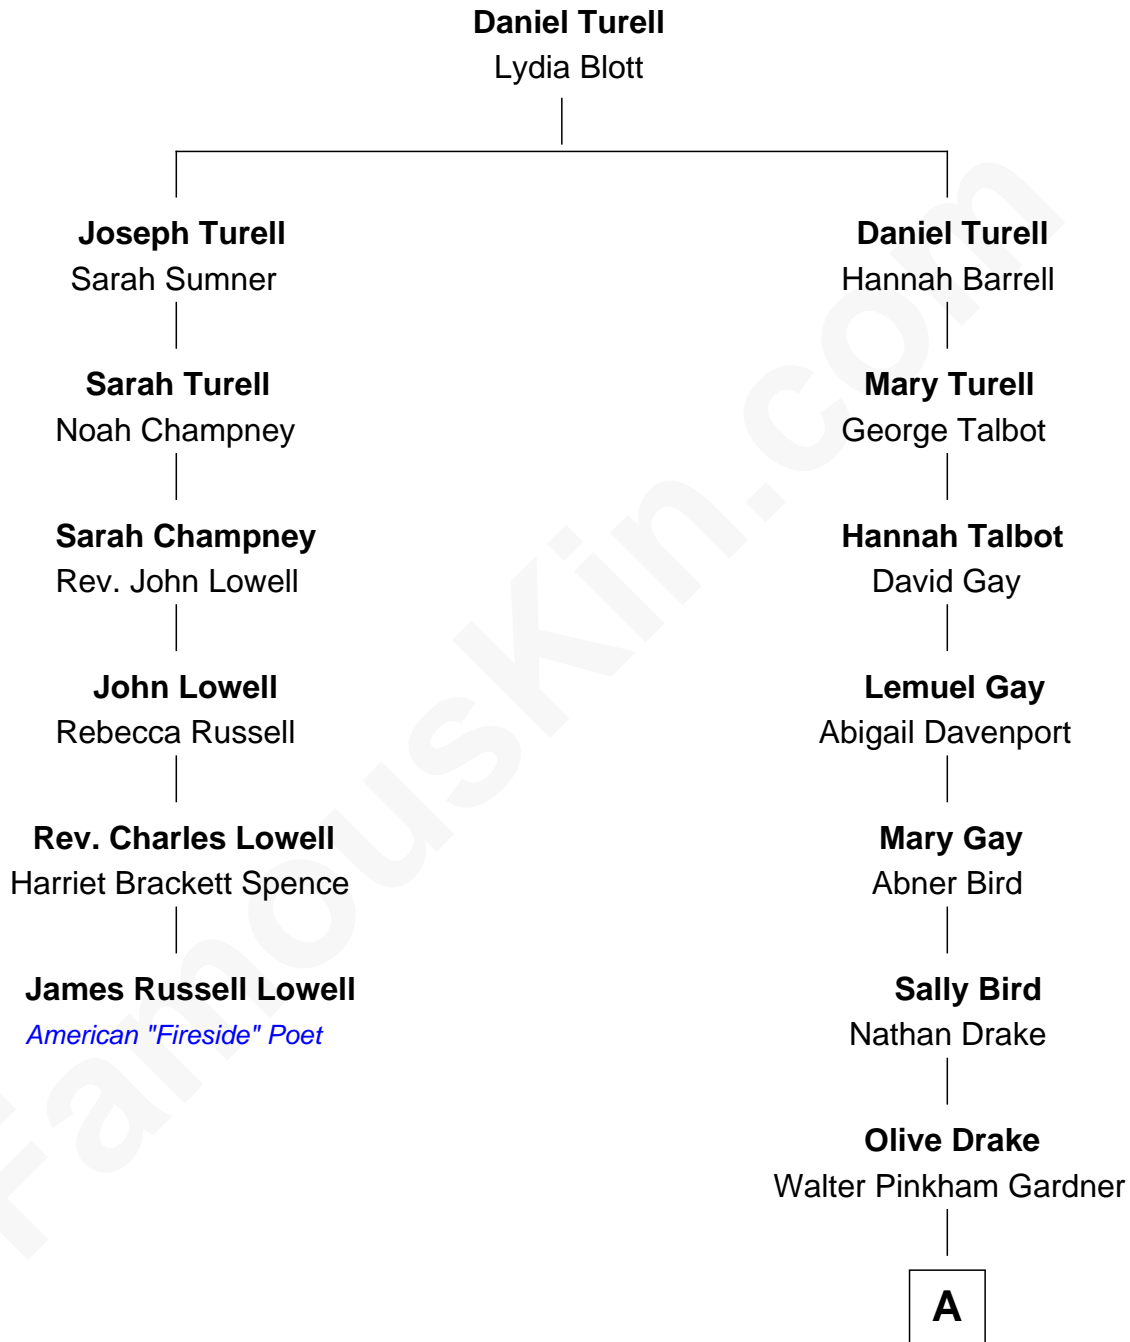 Daniel Turell
Lydia Blott
Joseph Turell
Sarah Sumner
Daniel Turell
Hannah Barrell
Sarah Turell
Noah Champney
Mary Turell
George Talbot
Sarah Champney
Rev. John Lowell
Hannah Talbot
David Gay
John Lowell
Rebecca Russell
Lemuel Gay
Abigail Davenport
Rev. Charles Lowell
Harriet Brackett Spence
Mary Gay
Abner Bird
James Russell Lowell
American "Fireside" Poet
Sally Bird
Nathan Drake
Olive Drake
Walter Pinkham Gardner
A
FamousKin.com